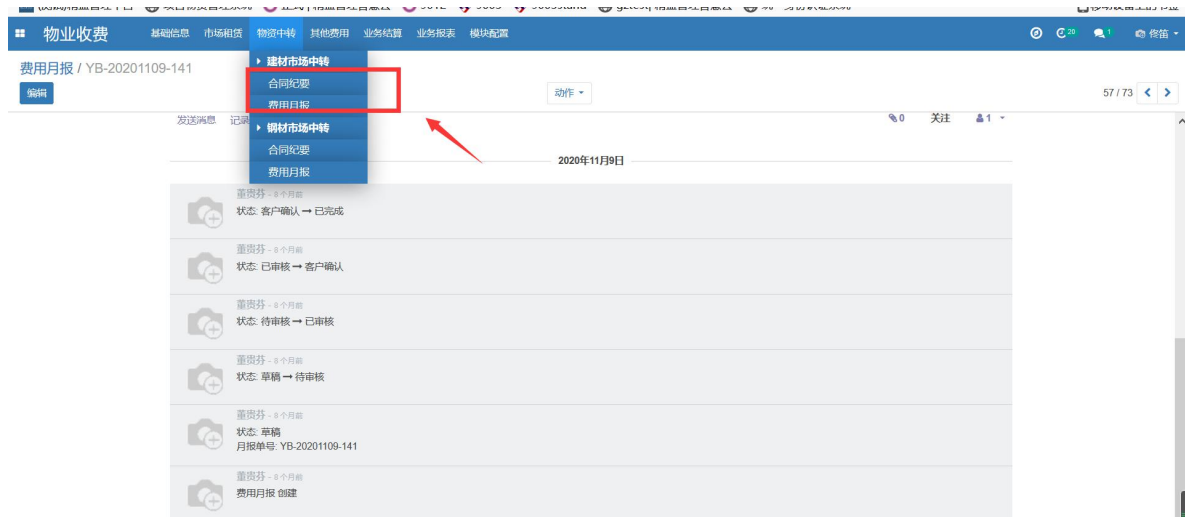 物业收费 基础信息 市场租赁 物资中转 其他费用 业务结算 业务报表 模块配置 20 1 佟笛
费用月报 / YB-20201109-141
编辑
动作
57 / 73
建材市场中转
合同纪要
费用月报
钢材市场中转
合同纪要
费用月报
发送消息 记录
0 关注 1
2020年11月9日
董贵芬 - 8 个月前
状态: 客户确认 → 已完成
董贵芬 - 8 个月前
状态: 已审核 → 客户确认
董贵芬 - 8 个月前
状态: 待审核 → 已审核
董贵芬 - 8 个月前
状态: 草稿 → 待审核
董贵芬 - 8 个月前
状态: 草稿
月报单号: YB-20201109-141
董贵芬 - 8 个月前
费用月报 创建